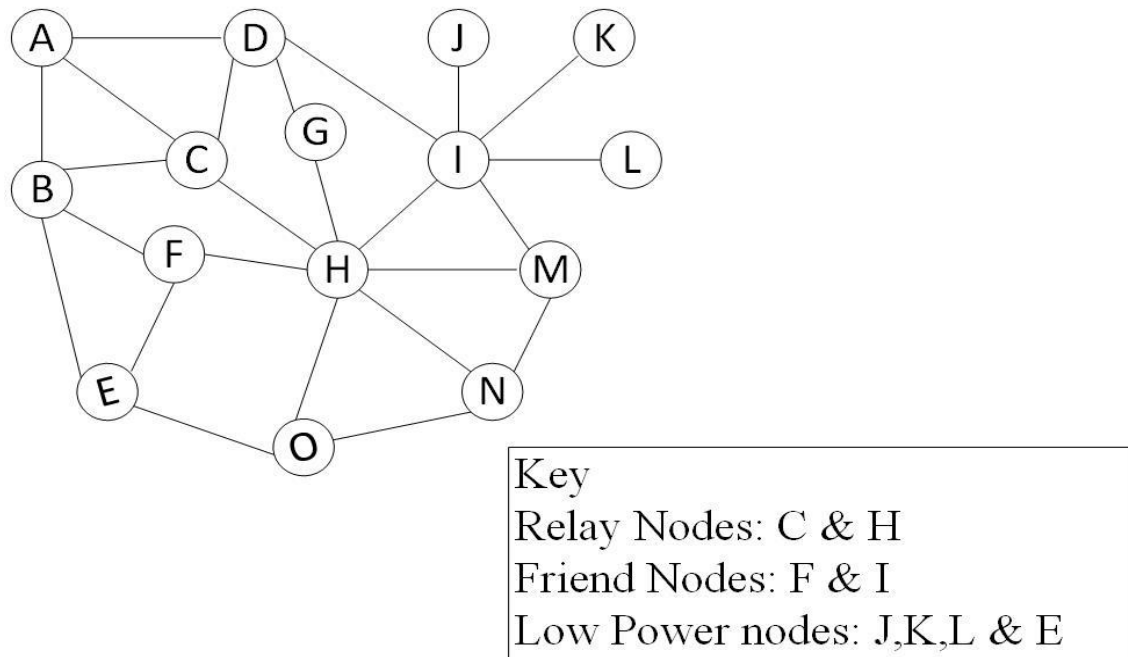 A D J K
G
C I L
B
F H M
E N
O
Key
Relay Nodes: C & H
Friend Nodes: F & I
Low Power nodes: J,K,L & E